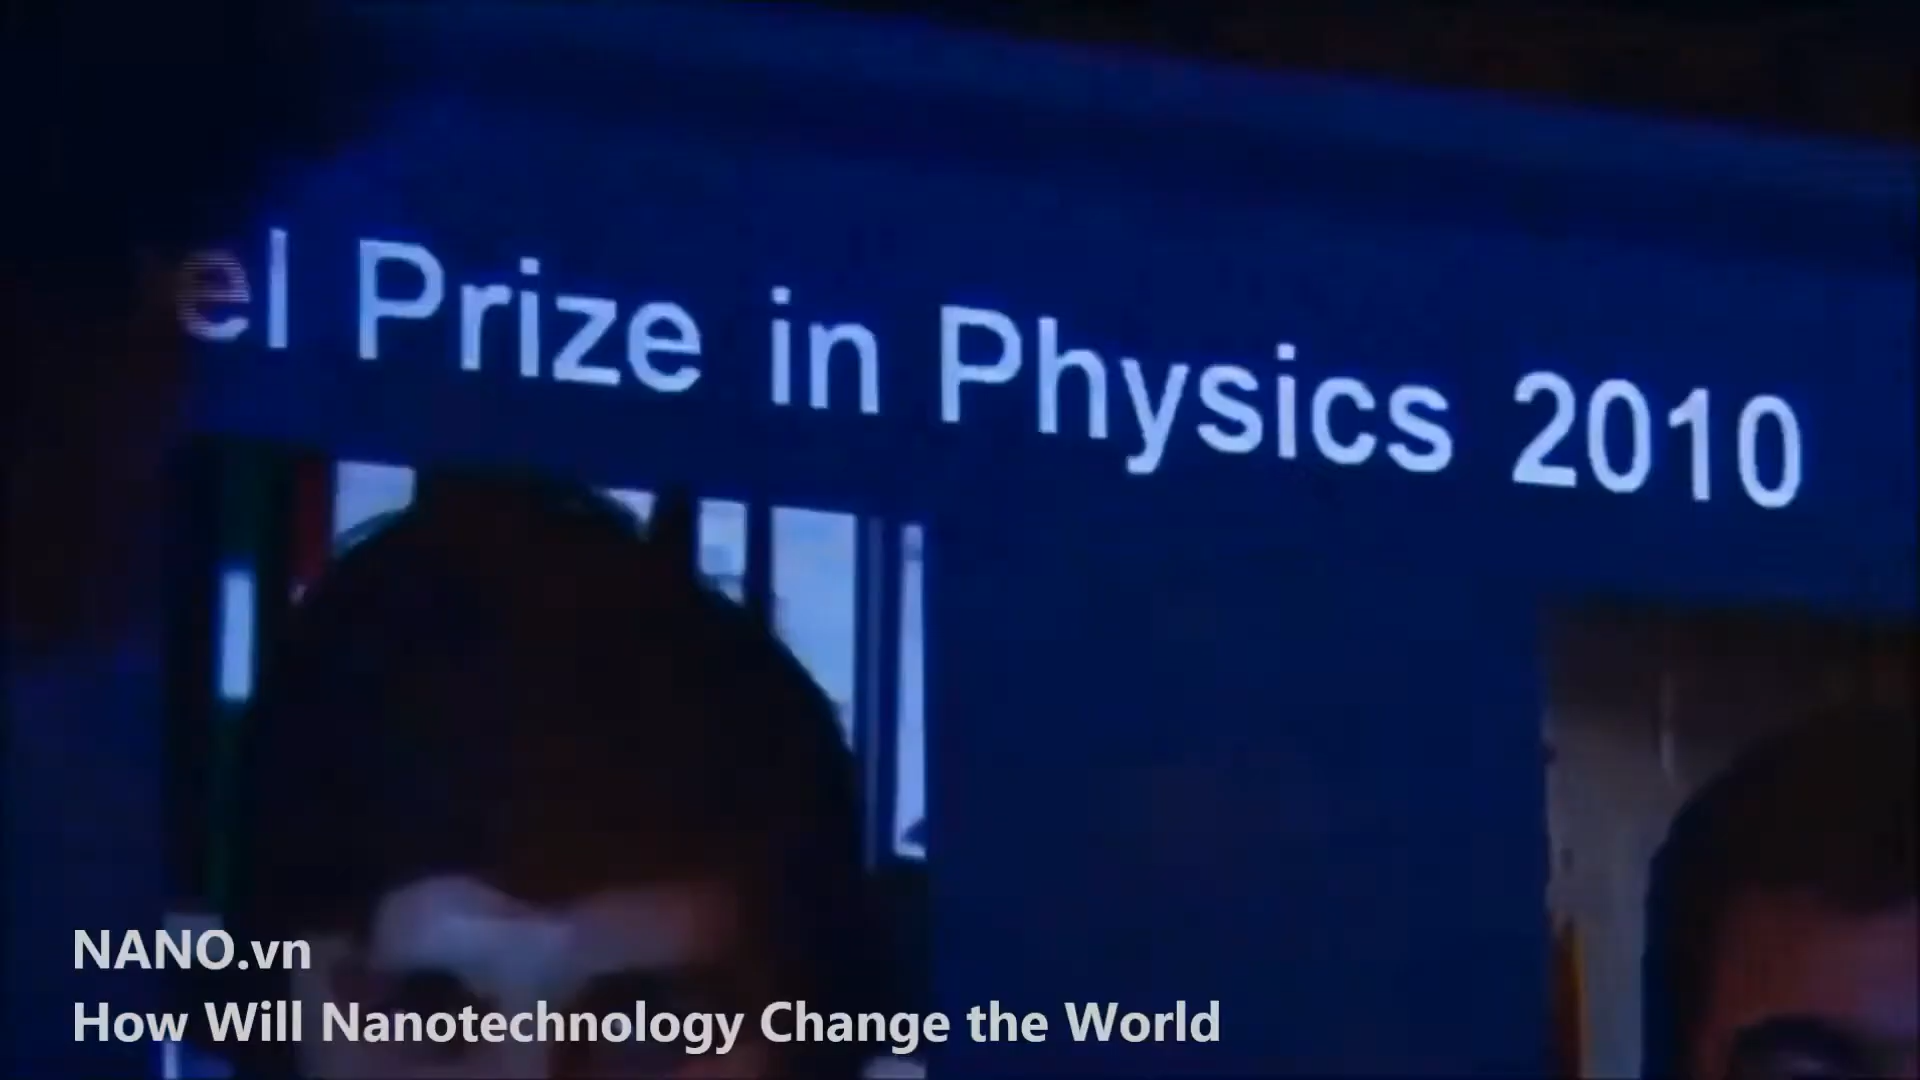 el Prize in Physics 2010
NANO.vn
How Will Nanotechnology Change the World